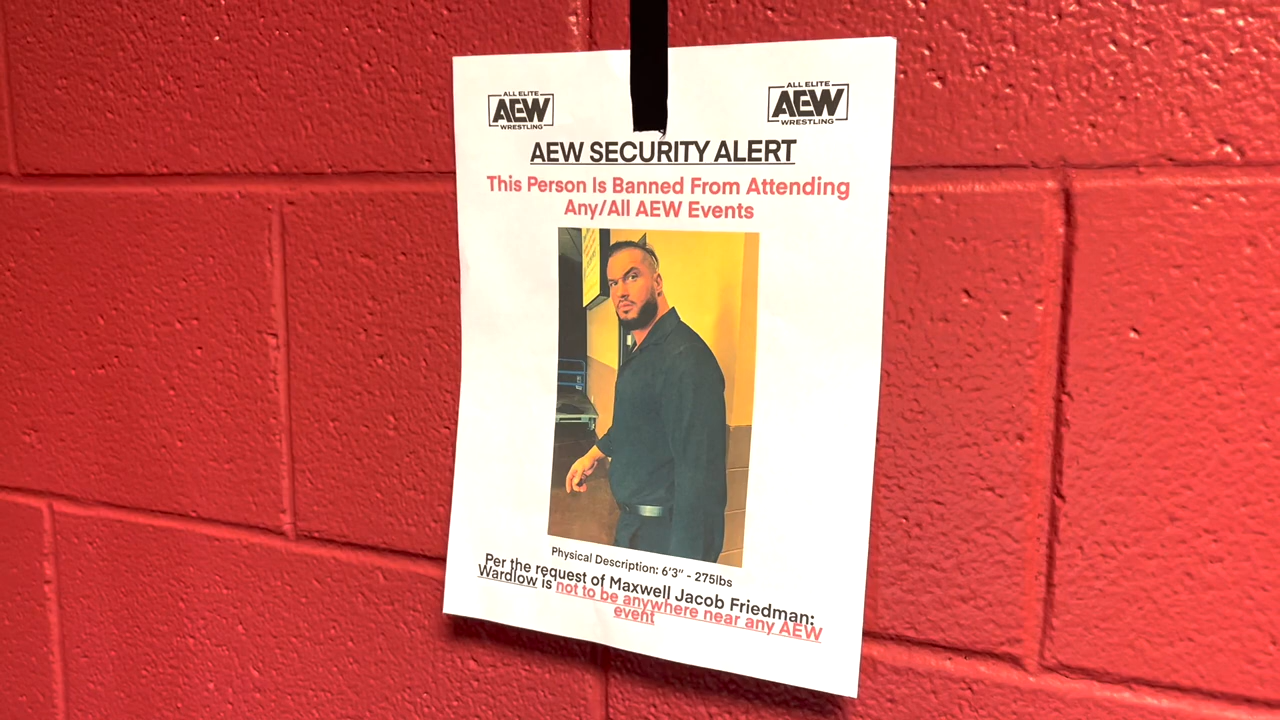 ALL ELITE
AEW
WRESTLING
ALL ELITE
AEW
WRESTLING
AEW SECURITY ALERT
This Person Is Banned From Attending
Any/All AEW Events
Physical Description: 6'3" - 275lbs
Per the request of Maxwell Jacob Friedman:
Wardlow is not to be anywhere near any AEW
event